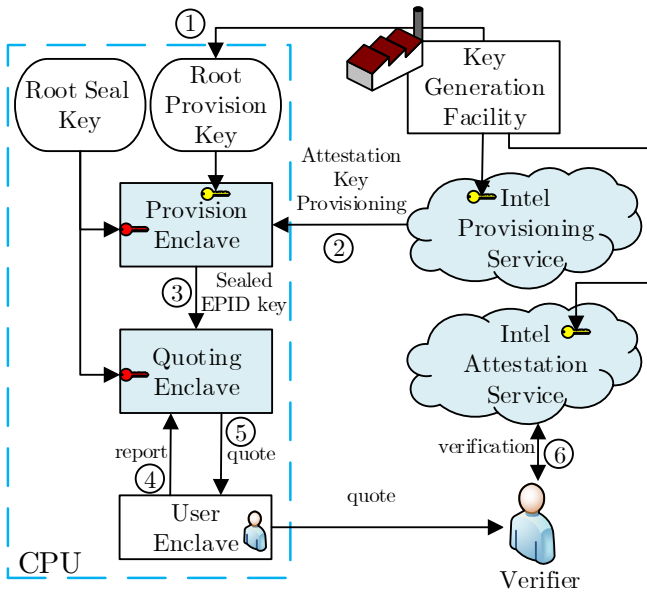 1
Root Seal
Key
Root
Provision
Key
Key
Generation
Facility
Attestation
Key
Provisioning
2
Intel
Provisioning
Service
Provision
Enclave
3
Sealed
EPID key
Quoting
Enclave
Intel
Attestation
Service
report
4
5
quote
verification
6
User
Enclave
quote
CPU
Verifier